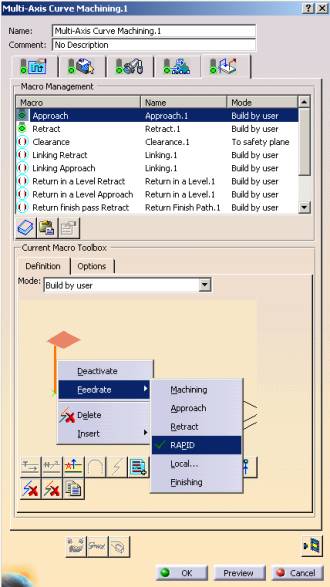 Multi-Axis Curve Machining.1
Name: Multi-Axis Curve Machining.1
Comment: No Description
Macro Management
Macro Name Mode
Approach Approach.1 Build by user
Retract Retract.1 Build by user
Clearance Clearance.1 To safety plane
Linking Retract Linking.1 Build by user
Linking Approach Linking.1 Build by user
Return in a Level Retract Return in a Level.1 Build by user
Return in a Level Approach Return in a Level.1 Build by user
Return finish pass Retract Return Finish Path.1 Build by user
Current Macro Toolbox
Definition Options
Mode: Build by user
Deactivate
Feedrate
Delete
Insert
Machining
Approach
Retract
RAPID
Local...
Finishing
OK Preview Cancel